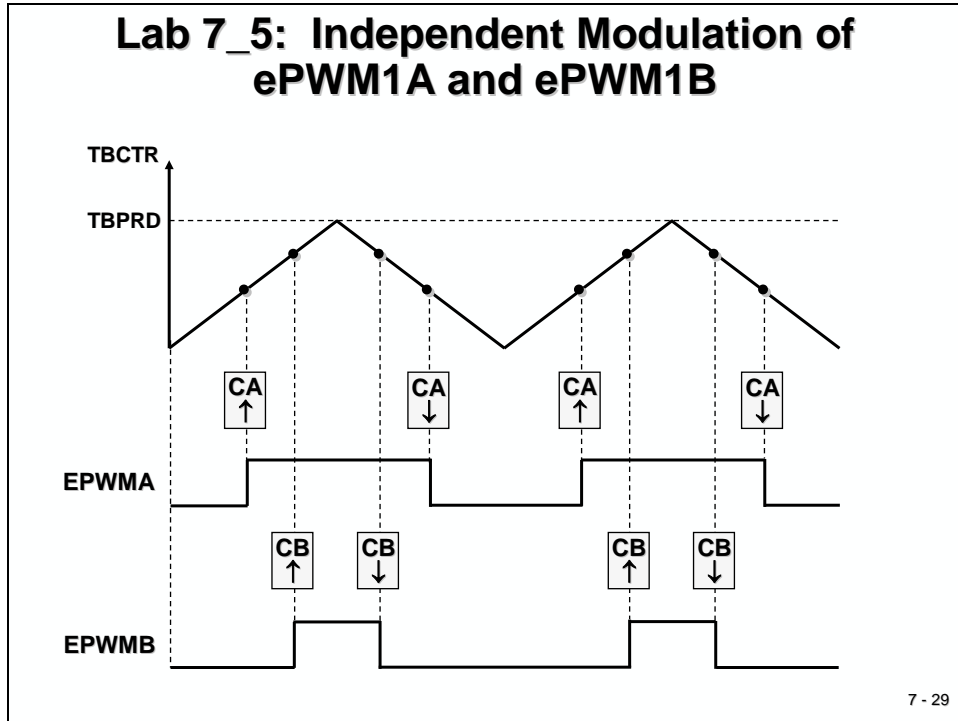 Lab 7_5: Independent Modulation of
ePWM1A and ePWM1B
TBCTR
TBPRD
CA
↑
CA
↓
CA
↑
CA
↓
EPWMA
CB
↑
CB
↓
CB
↑
CB
↓
EPWMB
7 - 29